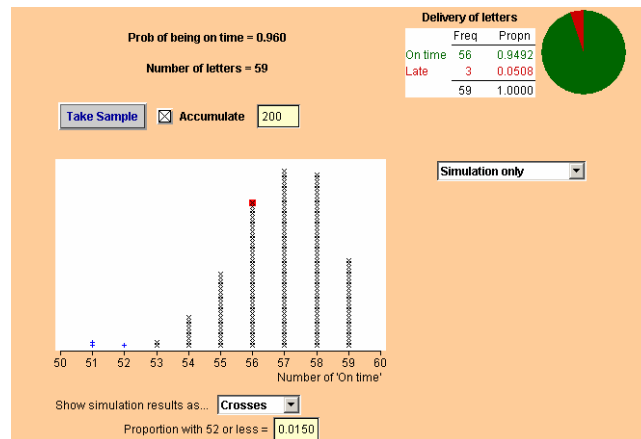 Prob of being on time = 0.960
Number of letters = 59
Delivery of letters
Freq Propn
On time 56 0.9492
Late 3 0.0508
59 1.0000
Take Sample Accumulate 200
Simulation only
50 51 52 53 54 55 56 57 58 59 60
Number of 'On time'
Show simulation results as... Crosses
Proportion with 52 or less = 0.0150